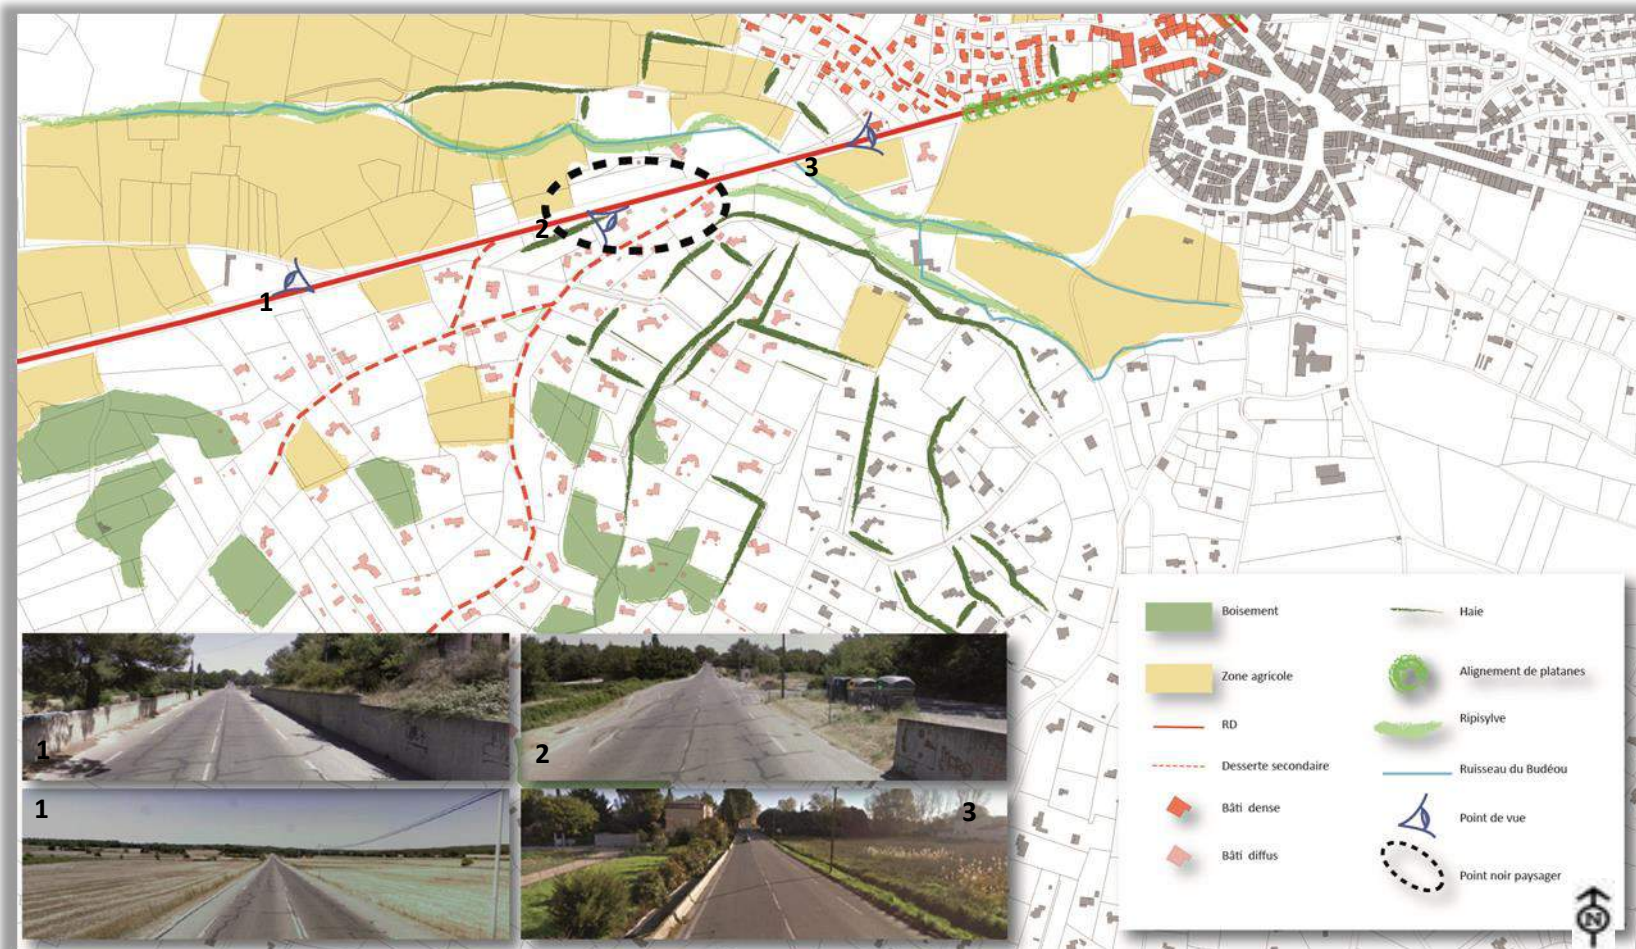 3
2
1
1
2
1
3
Boisement
Haie
Zone agricole
Alignement de platanes
RD
Ripisylve
Desserte secondaire
Ruisseau du Budéou
Bâti dense
Point de vue
Bâti diffus
Point noir paysager
N